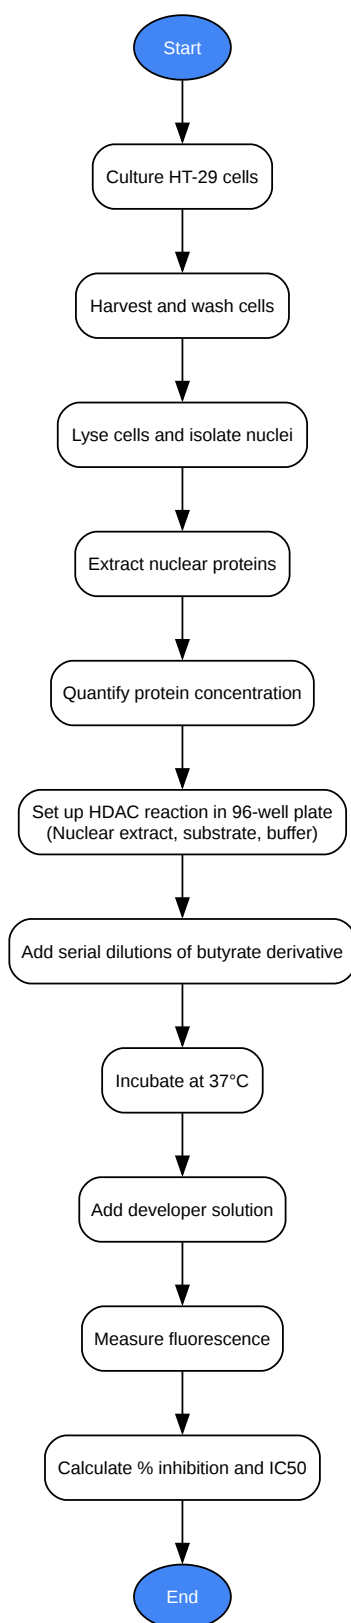 Start
Culture HT-29 cells
Harvest and wash cells
Lyse cells and isolate nuclei
Extract nuclear proteins
Quantify protein concentration
Set up HDAC reaction in 96-well plate
(Nuclear extract, substrate, buffer)
Add serial dilutions of butyrate derivative
Incubate at 37°C
Add developer solution
Measure fluorescence
Calculate % inhibition and IC50
End